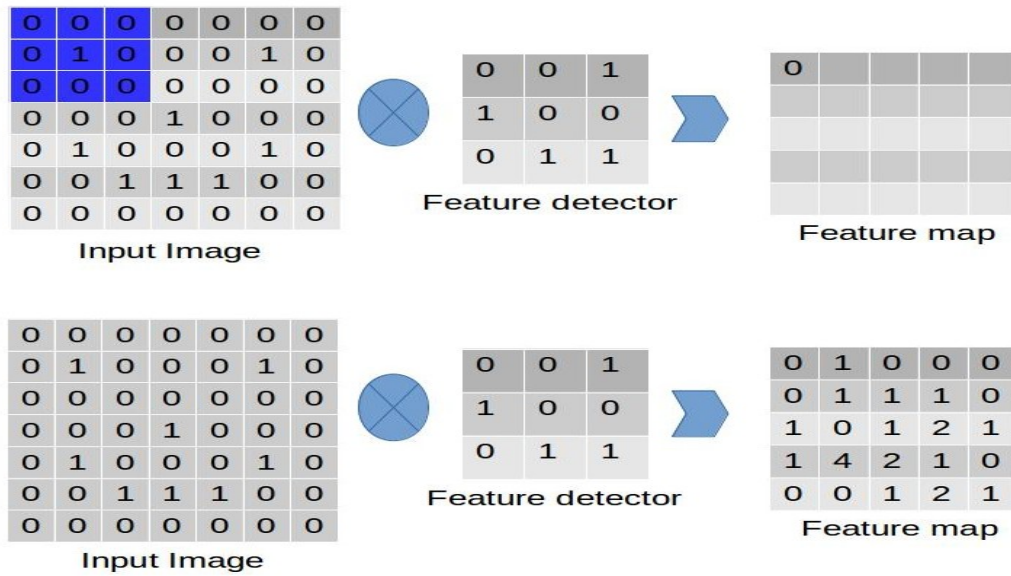 0 0 0 0 0 0 0
0 1 0 0 0 1 0
0 0 0 0 0 0 0
0 0 0 1 0 0 0
0 1 0 0 0 1 0
0 0 1 1 1 0 0
0 0 0 0 0 0 0
Input Image
0 0 1
1 0 0
0 1 1
Feature detector
0
Feature map
0 0 0 0 0 0 0
0 1 0 0 0 1 0
0 0 0 0 0 0 0
0 0 0 1 0 0 0
0 1 0 0 0 1 0
0 0 1 1 1 0 0
0 0 0 0 0 0 0
Input Image
0 0 1
1 0 0
0 1 1
Feature detector
0 1 0 0 0
0 1 1 1 0
1 0 1 2 1
1 4 2 1 0
0 0 1 2 1
Feature map